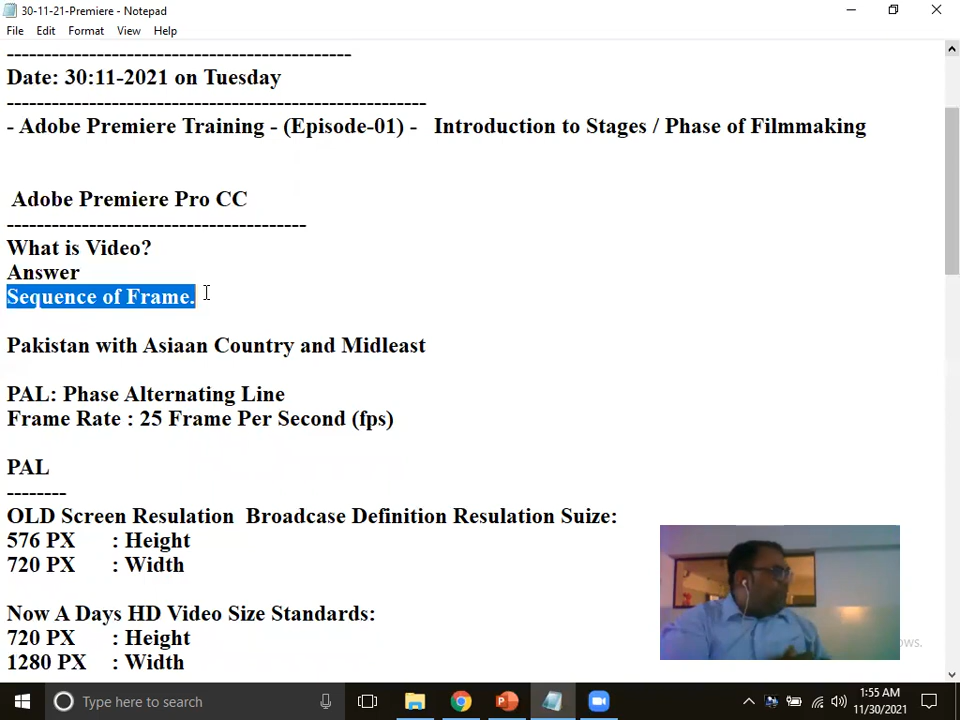 30-11-21-Premiere - Notepad
File Edit Format View Help
----------------------------------------------
Date: 30:11-2021 on Tuesday
--------------------------------------------------------
- Adobe Premiere Training - (Episode-01) -   Introduction to Stages / Phase of Filmmaking
Adobe Premiere Pro CC
----------------------------------------
What is Video?
Answer
Sequence of Frame.
Pakistan with Asiaan Country and Midleast
PAL: Phase Alternating Line
Frame Rate : 25 Frame Per Second (fps)
PAL
--------
OLD Screen Resulation  Broadcase Definition Resulation Suize:
576 PX     : Height
720 PX     : Width
Now A Days HD Video Size Standards:
720 PX     : Height
1280 PX    : Width
Type here to search
1:55 AM
11/30/2021